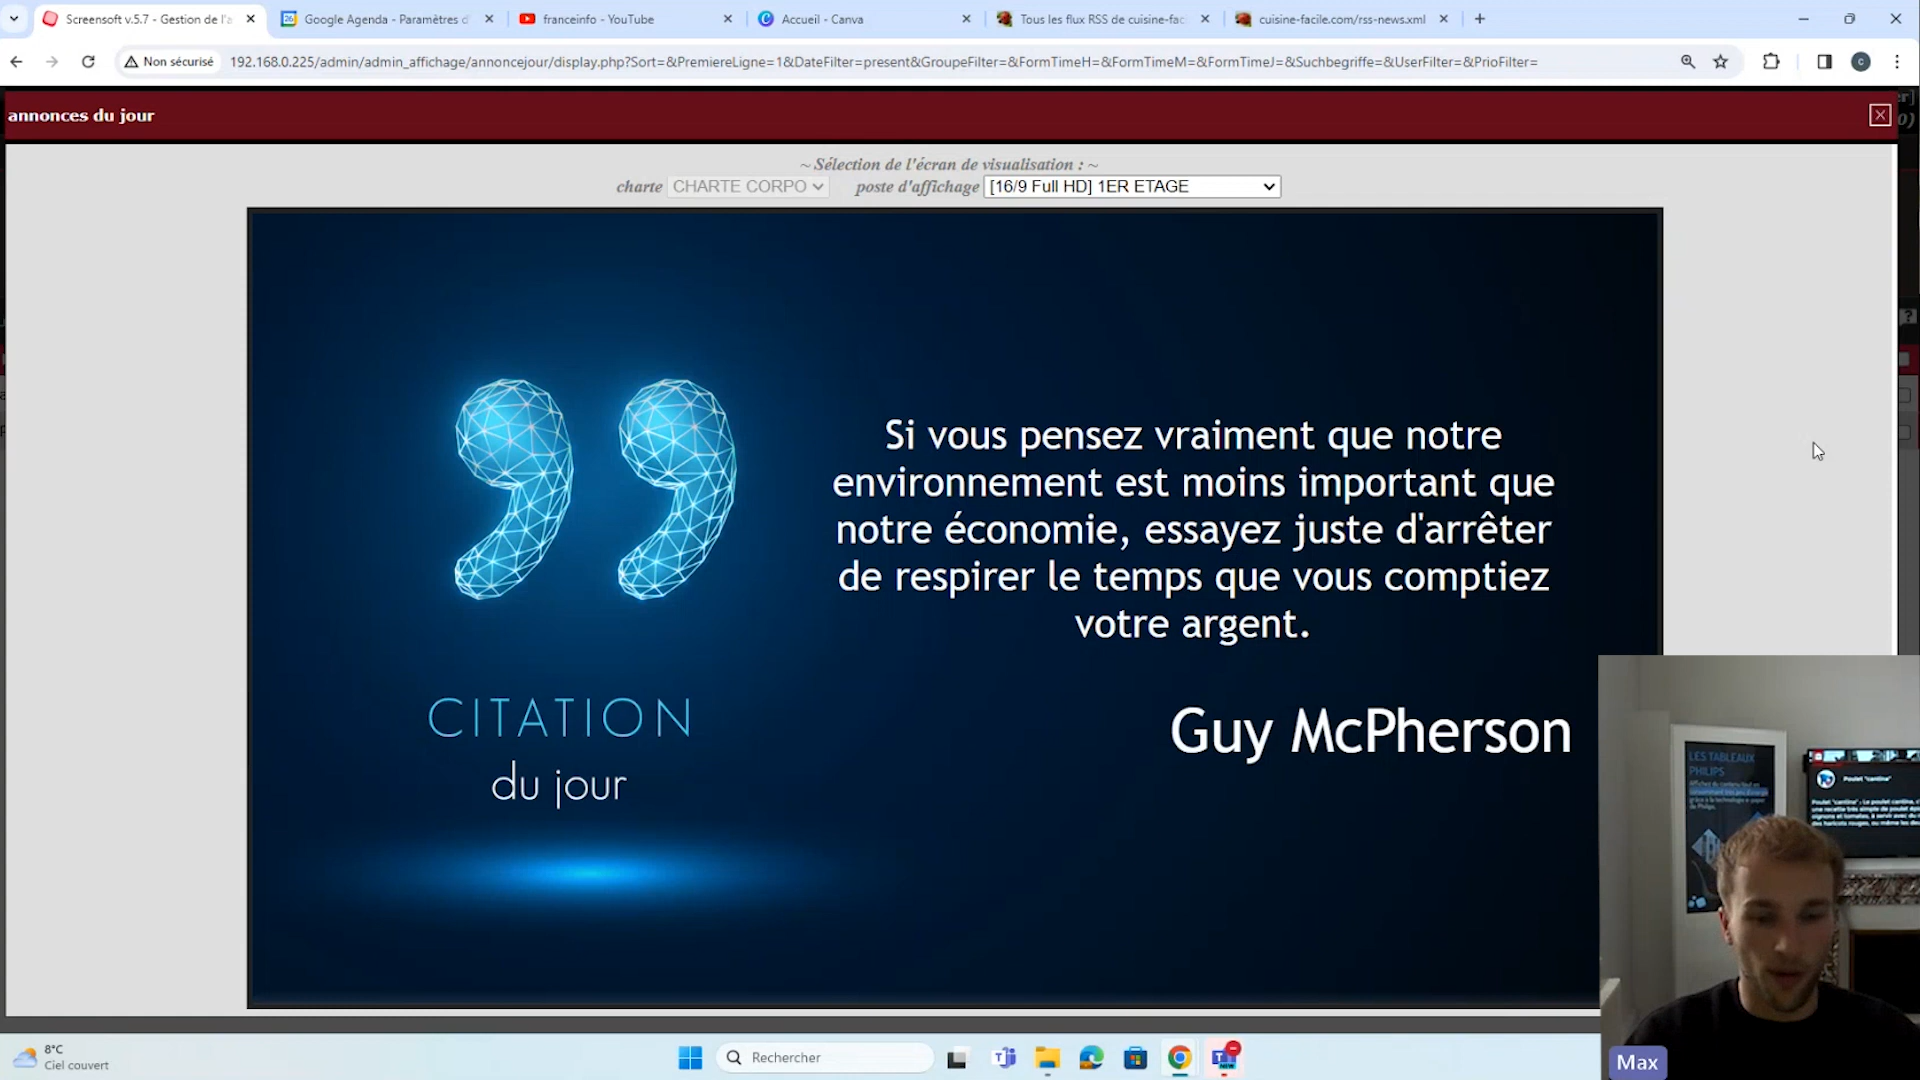 Screensoft v.5.7 - Gestion de l'a
Google Agenda - Paramètres d'
franceinfo - YouTube
Accueil - Canva
Tous les flux RSS de cuisine-fac
cuisine-facile.com/rss-news.xml
Non sécurisé
192.168.0.225/admin/admin_affichage/annoncejour/display.php?Sort=&PremiereLigne=1&DateFilter=present&GroupeFilter=&FormTimeH=&FormTimeM=&FormTimeJ=&Suchbegriffe=&UserFilter=&PrioFilter=
annonces du jour
~ Sélection de l'écran de visualisation : ~
charte CHARTE CORPO poste d'affichage [16/9 Full HD] 1ER ETAGE
Si vous pensez vraiment que notre
environnement est moins important que
notre économie, essayez juste d'arrêter
de respirer le temps que vous comptiez
votre argent.
Guy McPherson
CITATION
du jour
LES TABLEAUX
PHILIPS
Poulet "cantina"
Max
8°C
Ciel couvert
Rechercher